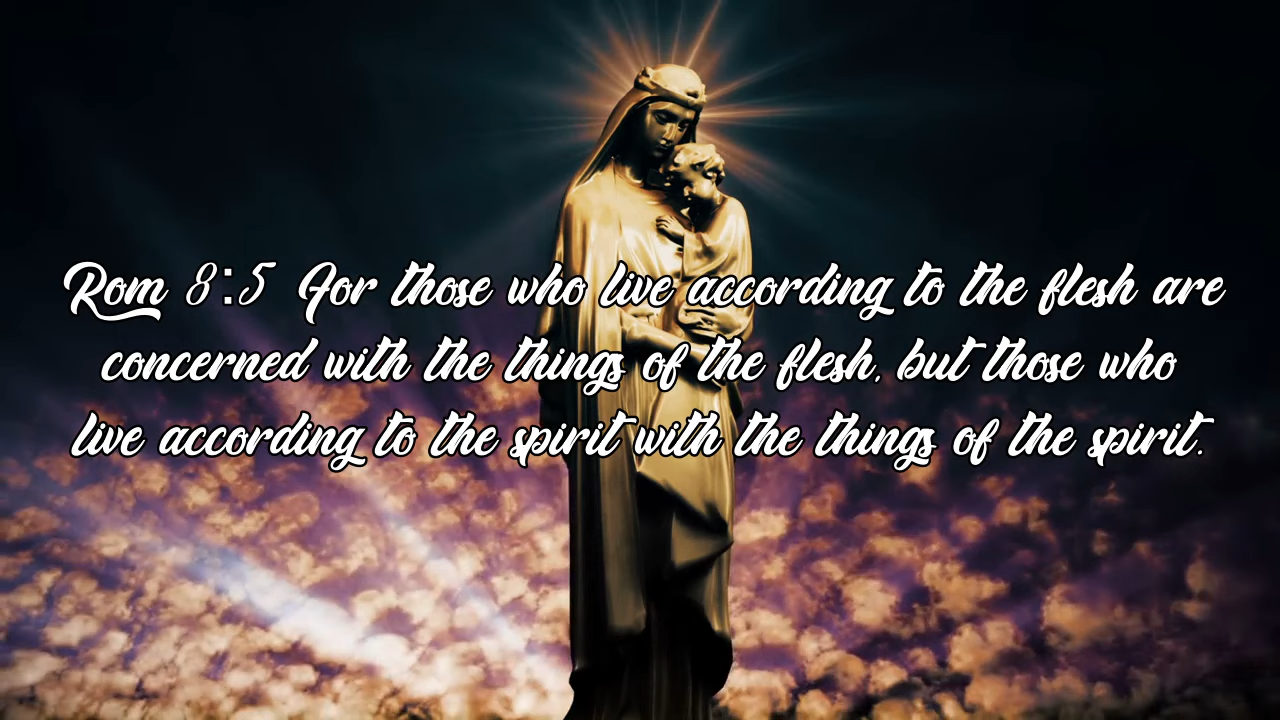 Rom 8:5 For those who live according to the flesh are
concerned with the things of the flesh, but those who
live according to the spirit with the things of the spirit.